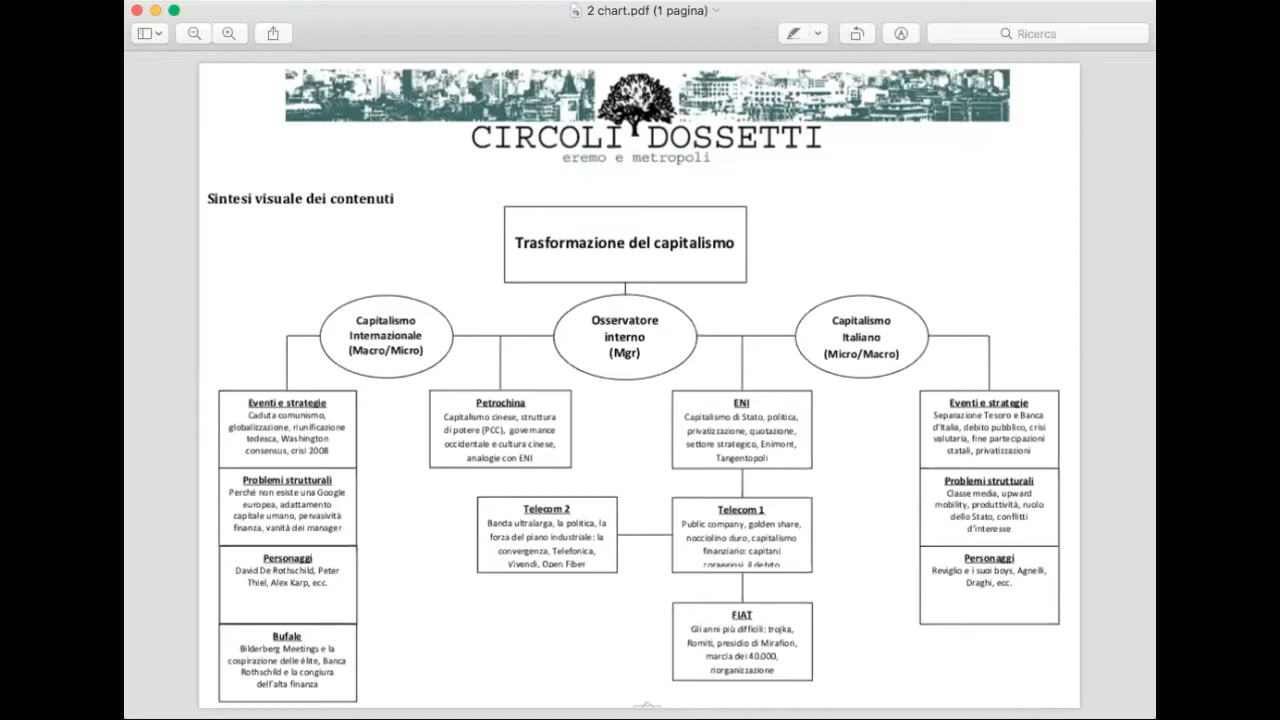 2 chart.pdf (1 pagina)
Ricerca
CIRCOLI DOSSETTI
eremo e metropoli
Sintesi visuale dei contenuti
Trasformazione del capitalismo
Capitalismo
Internazionale
(Macro/Micro)
Osservatore
interno
(Mgr)
Capitalismo
Italiano
(Micro/Macro)
Eventi e strategie
Caduta comunismo,
globalizzazione, riunificazione
tedesca, Washington
consensus, crisi 2008
Problemi strutturali
Perché non esiste una Google
europea, adattamento
capitale umano, pervasività
finanza, vanità dei manager
Personaggi
David De Rothschild, Peter
Thiel, Alex Karp, ecc.
Bufale
Bilderberg Meetings e la
cospirazione delle élite, Banca
Rothschild e la congiura
dell'alta finanza
Petrochina
Capitalismo cinese, struttura
di potere (PCC), governance
occidentale e cultura cinese,
analogie con ENI
Telecom 2
Banda ultralarga, la politica, la
forza del piano industriale: la
convergenza, Telefonica,
Vivendi, Open Fiber
ENI
Capitalismo di Stato, politica,
privatizzazione, quotazione,
settore strategico, Enimont,
Tangentopoli
Telecom 1
Public company, golden share,
nocciolino duro, capitalismo
finanziario: capitani
coraggiosi, il debito
FIAT
Gli anni più difficili: trojka,
Romiti, presidio di Mirafiori,
marcia dei 40.000,
riorganizzazione
Eventi e strategie
Separazione Tesoro e Banca
d'Italia, debito pubblico, crisi
valutaria, fine partecipazioni
statali, privatizzazioni
Problemi strutturali
Classe media, upward
mobility, produttività, ruolo
dello Stato, conflitti
d'interesse
Personaggi
Reviglio e i suoi boys, Agnelli,
Draghi, ecc.